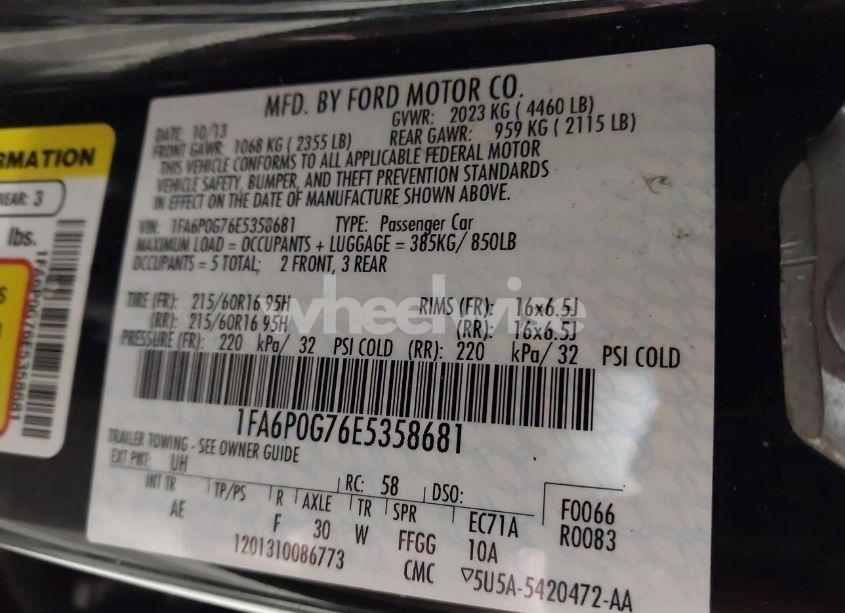 MFD. BY FORD MOTOR CO.
DATE: 10/13 GVWR: 2023 KG ( 4460 LB)
FRONT GAWR: 1068 KG ( 2355 LB) REAR GAWR: 959 KG ( 2115 LB)
THIS VEHICLE CONFORMS TO ALL APPLICABLE FEDERAL MOTOR
VEHICLE SAFETY, BUMPER, AND THEFT PREVENTION STANDARDS
IN EFFECT ON THE DATE OF MANUFACTURE SHOWN ABOVE.
VIN: 1FA6P0G76E5358681 TYPE: Passenger Car
MAXIMUM LOAD = OCCUPANTS + LUGGAGE = 385KG/ 850LB
OCCUPANTS = 5 TOTAL; 2 FRONT, 3 REAR
TIRE (FR): 215/60R16 95H RIMS (FR): 16x6.5J
(RR): 215/60R16 95H (RR): 16x6.5J
PRESSURE (FR): 220 kPa/ 32 PSI COLD (RR): 220 kPa/ 32 PSI COLD
1FA6P0G76E5358681
TRAILER TOWING - SEE OWNER GUIDE
EXT PNT: UH RC: 58 DSO:
INT TR TP/PS R AXLE TR SPR EC71A F0066
AE F 30 W FFGG 10A R0083
1201310086773 CMC ▽5U5A-5420472-AA
RMATION
REAR: 3
lbs.
1FA6P0G76E5358681
wheelwise